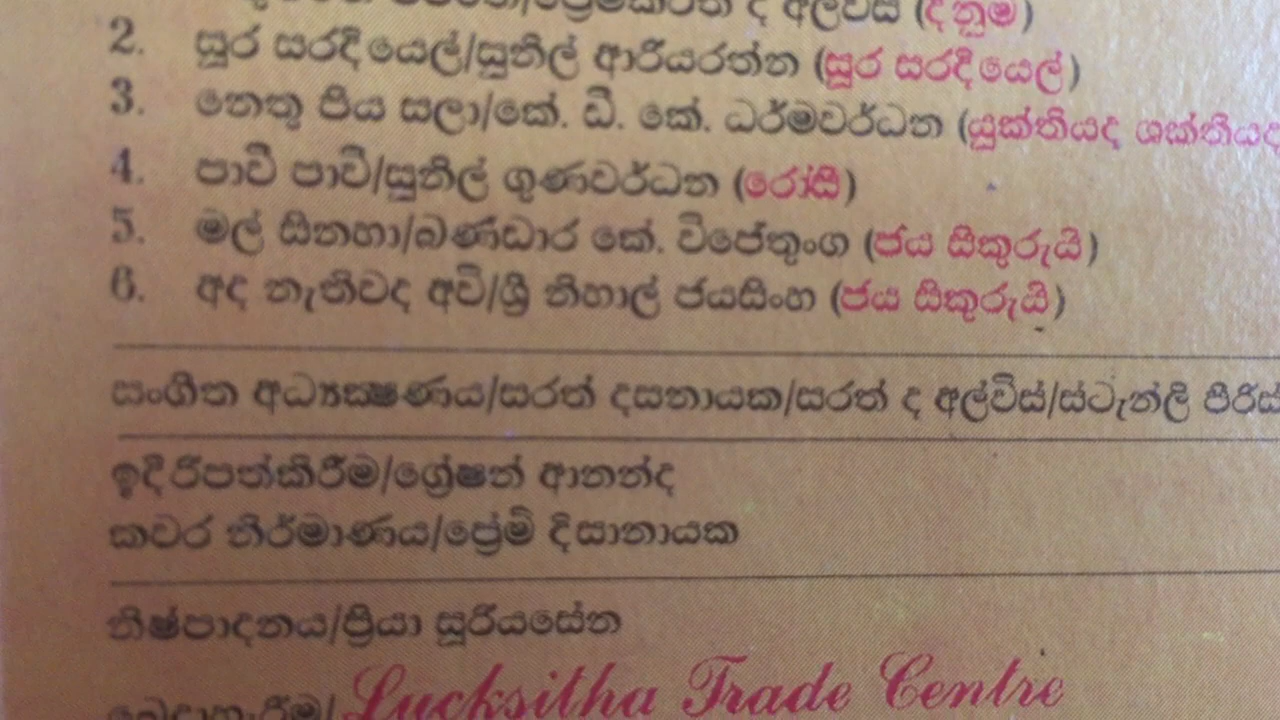 ද අල්විස් (දිනුම)
2. සූර සරදියෙල්/සුනිල් ආරියරත්න (සූර සරදියෙල්)
3. නෙතු පිය සලා/කේ. ඩී. කේ. ධර්මවර්ධන (යුක්තියද ශක්තියද
4. පාවී පාවී/සුනිල් ගුණවර්ධන (රෝසී)
5. මල් සිනහා/බණ්ඩාර කේ. විජේතුංග (ජය සිකුරුයි)
6. අද නැතිවද අවි/ශ්‍රී නිහාල් ජයසිංහ (ජය සිකුරුයි)
සංගීත අධ්‍යක්ෂණය/සරත් දසනායක/සරත් ද අල්විස්/ස්ටැන්ලි පීරිස්
ඉදිරිපත්කිරීම/ග්‍රේෂන් ආනන්ද
කවර නිර්මාණය/ප්‍රේම් දිසානායක
නිෂ්පාදනය/ප්‍රියා සූරියසේන
බෙදාහැරීම/Lucksitha Trade Centre